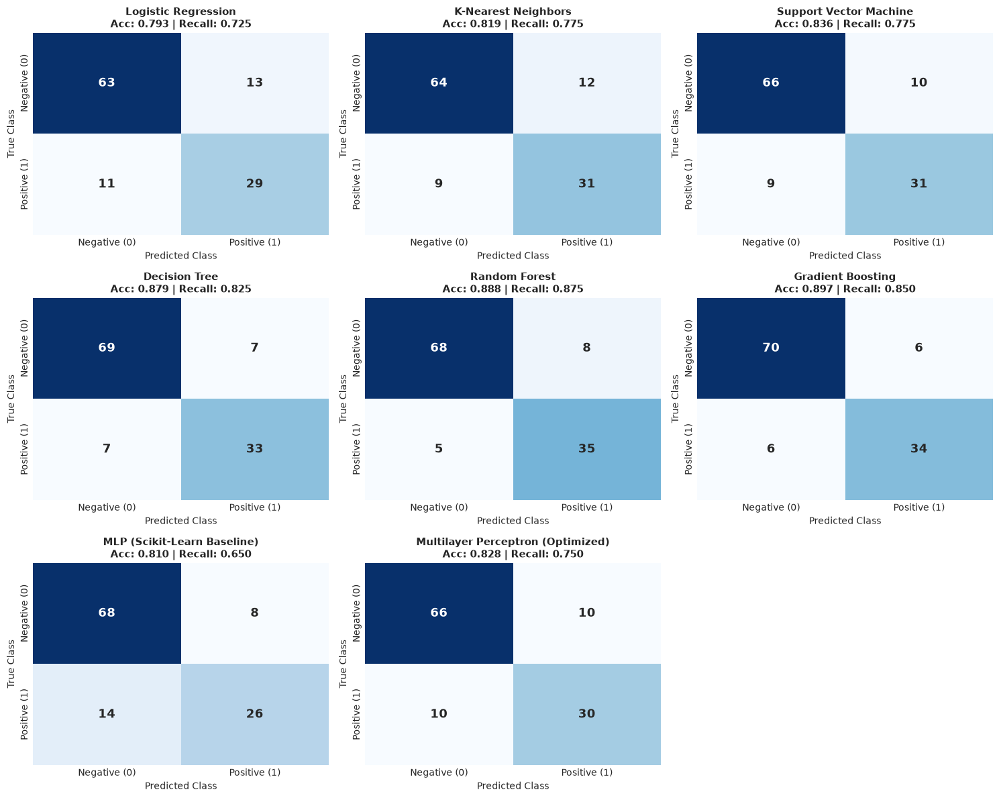 Logistic Regression
Acc: 0.793 | Recall: 0.725
Negative (0)
63
13
True Class
Positive (1)
11
29
Negative (0)
Positive (1)
Predicted Class
K-Nearest Neighbors
Acc: 0.819 | Recall: 0.775
Negative (0)
64
12
True Class
Positive (1)
9
31
Negative (0)
Positive (1)
Predicted Class
Support Vector Machine
Acc: 0.836 | Recall: 0.775
Negative (0)
66
10
True Class
Positive (1)
9
31
Negative (0)
Positive (1)
Predicted Class
Decision Tree
Acc: 0.879 | Recall: 0.825
Negative (0)
69
7
True Class
Positive (1)
7
33
Negative (0)
Positive (1)
Predicted Class
Random Forest
Acc: 0.888 | Recall: 0.875
Negative (0)
68
8
True Class
Positive (1)
5
35
Negative (0)
Positive (1)
Predicted Class
Gradient Boosting
Acc: 0.897 | Recall: 0.850
Negative (0)
70
6
True Class
Positive (1)
6
34
Negative (0)
Positive (1)
Predicted Class
MLP (Scikit-Learn Baseline)
Acc: 0.810 | Recall: 0.650
Negative (0)
68
8
True Class
Positive (1)
14
26
Negative (0)
Positive (1)
Predicted Class
Multilayer Perceptron (Optimized)
Acc: 0.828 | Recall: 0.750
Negative (0)
66
10
True Class
Positive (1)
10
30
Negative (0)
Positive (1)
Predicted Class